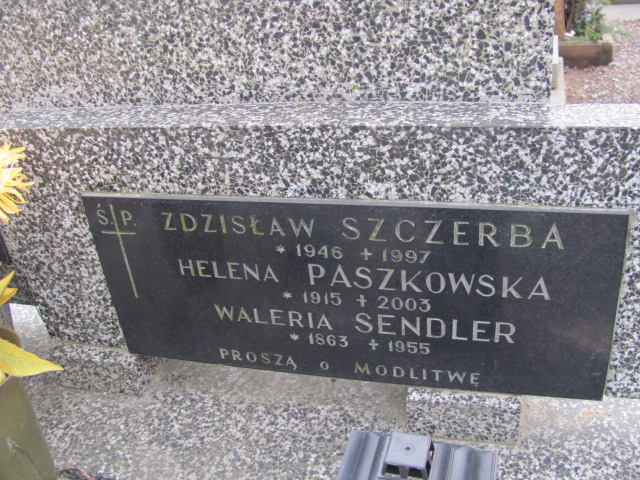 Ś.P. ZDZISŁAW SZCZERBA
* 1946 + 1997
HELENA PASZKOWSKA
* 1915 + 2003
WALERIA SENDLER
* 1863 + 1955
PROSZĄ O MODLITWĘ